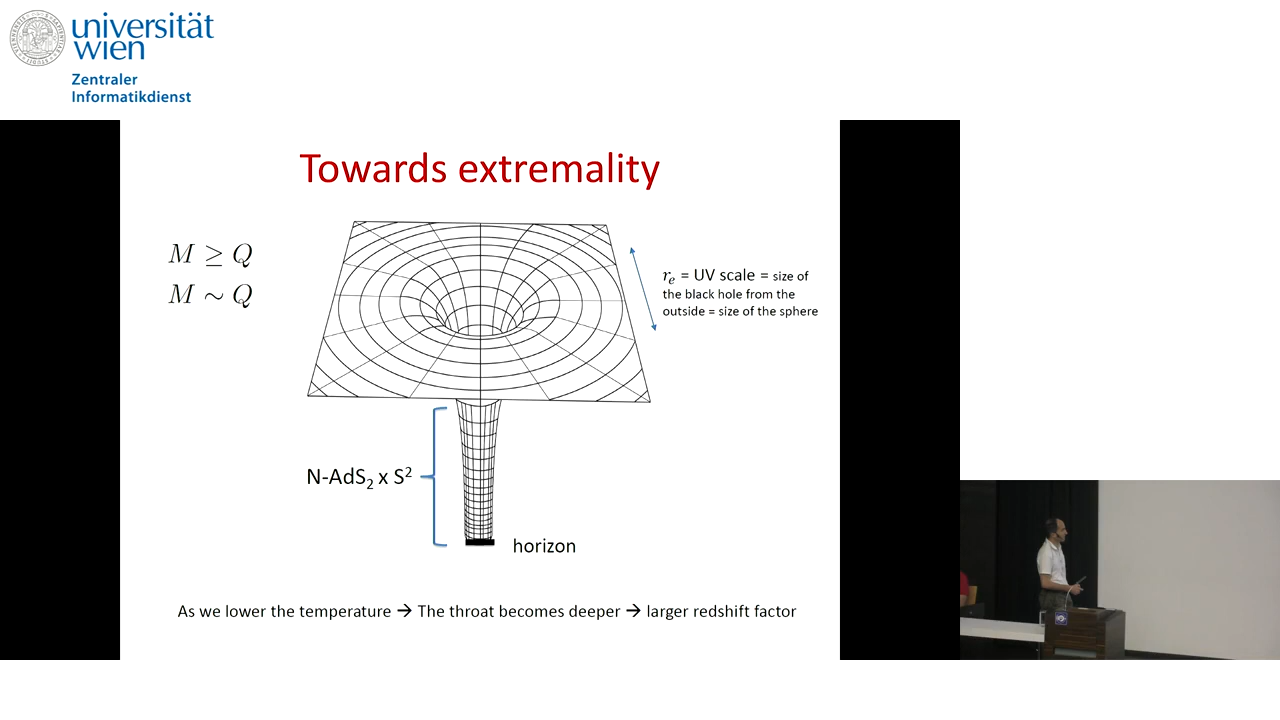 universität
wien
Zentraler
Informatikdienst
Towards extremality
M ≥ Q
M ∼ Q
r_e = UV scale = size of
the black hole from the
outside = size of the sphere
N-AdS₂ x S²
horizon
As we lower the temperature → The throat becomes deeper → larger redshift factor